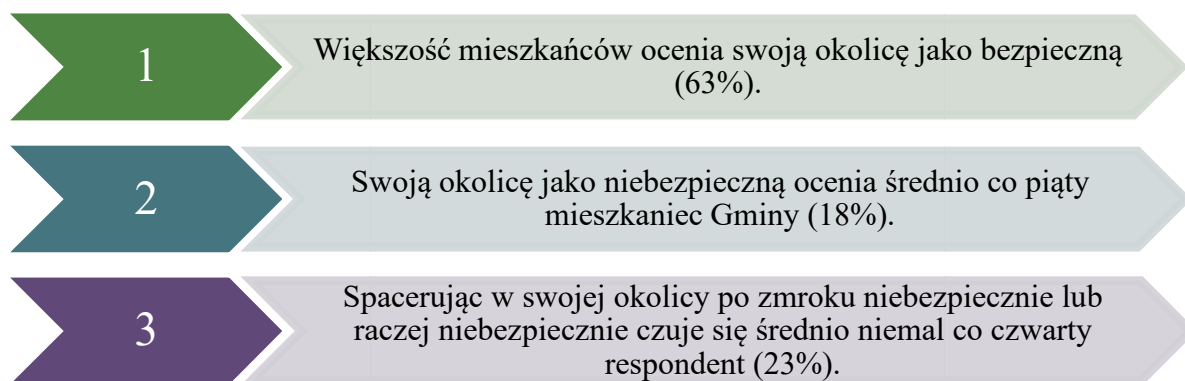 1
Większość mieszkańców ocenia swoją okolicę jako bezpieczną
(63%).
2
Swoją okolicę jako niebezpieczną ocenia średnio co piąty
mieszkaniec Gminy (18%).
3
Spacerując w swojej okolicy po zmroku niebezpiecznie lub
raczej niebezpiecznie czuje się średnio niemal co czwarty
respondent (23%).